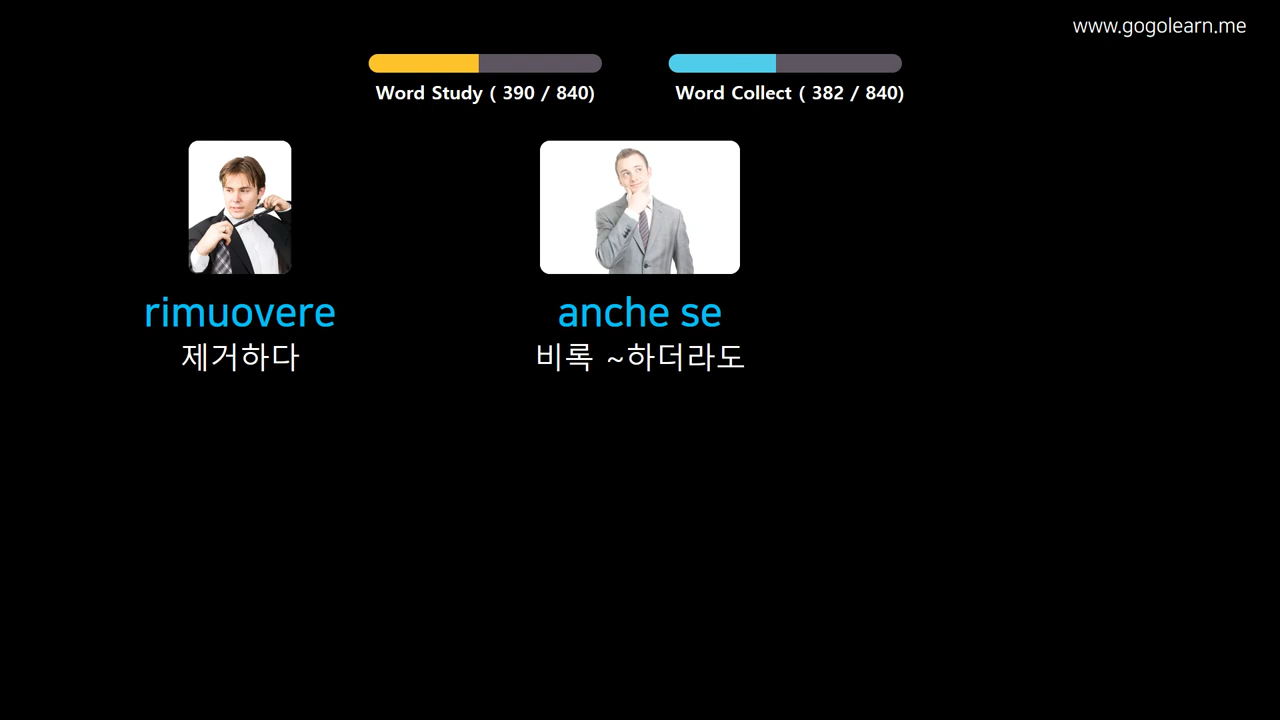 www.gogolearn.me
Word Study ( 390 / 840)
Word Collect ( 382 / 840)
rimuovere
제거하다
anche se
비록 ~하더라도